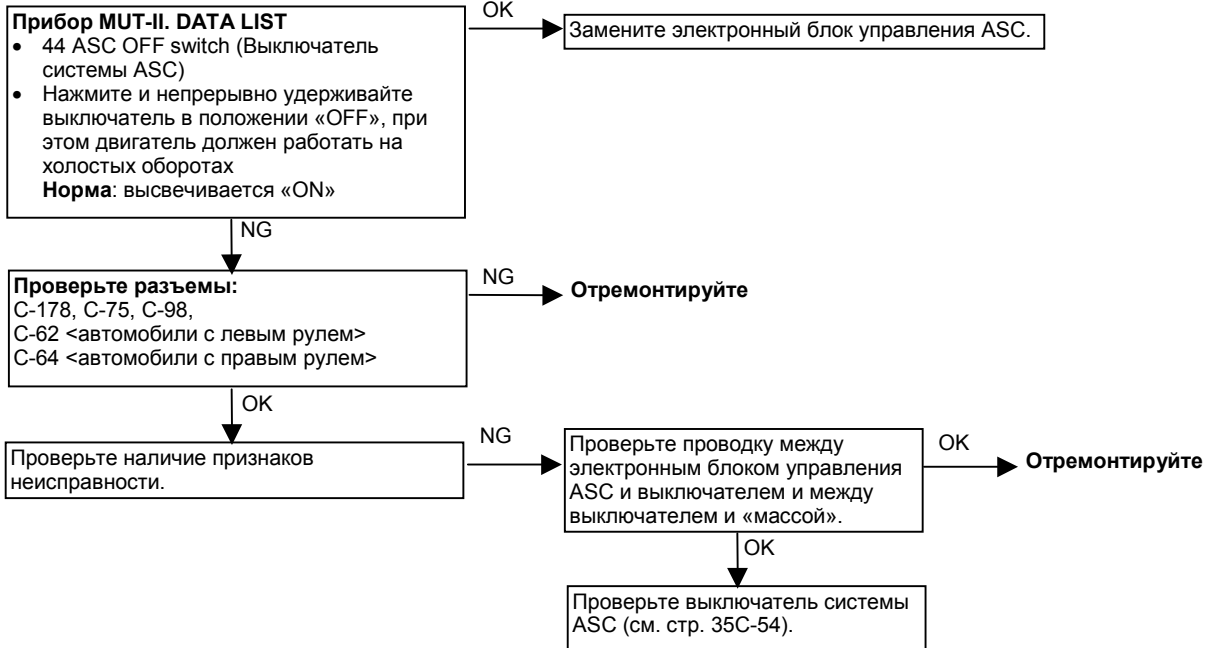 Прибор MUT-II. DATA LIST
• 44 ASC OFF switch (Выключатель
системы ASC)
• Нажмите и непрерывно удерживайте
выключатель в положении «OFF», при
этом двигатель должен работать на
холостых оборотах
Норма: высвечивается «ON»
OK
Замените электронный блок управления ASC.
NG
Проверьте разъемы:
C-178, C-75, C-98,
C-62 <автомобили с левым рулем>
C-64 <автомобили с правым рулем>
NG
Отремонтируйте
OK
Проверьте наличие признаков
неисправности.
NG
Проверьте проводку между
электронным блоком управления
ASC и выключателем и между
выключателем и «массой».
OK
Отремонтируйте
OK
Проверьте выключатель системы
ASC (см. стр. 35C-54).